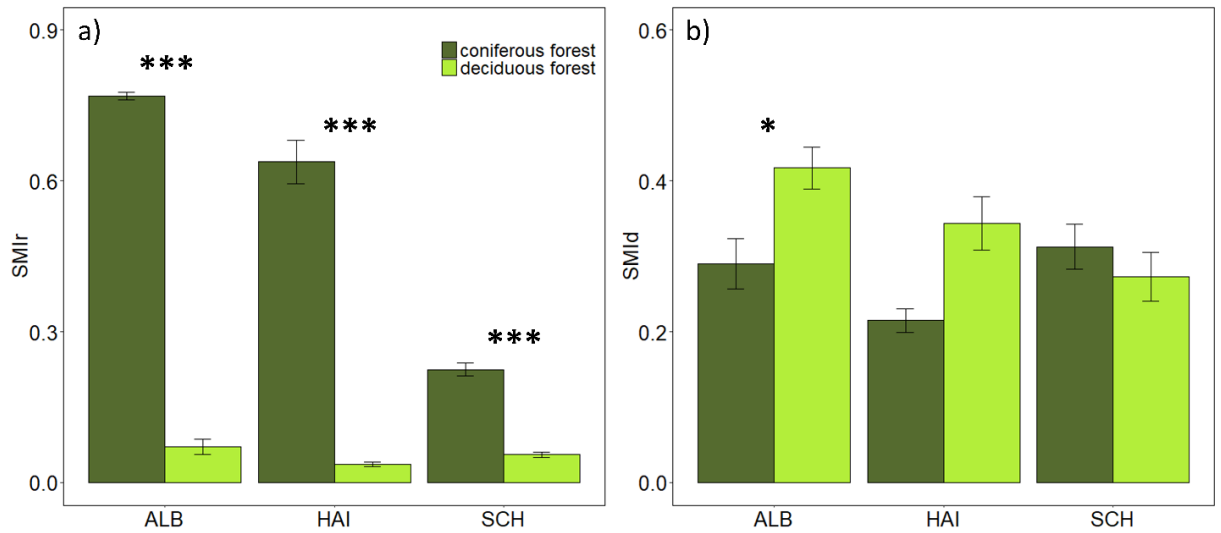 a)
0.9
0.6
0.3
0.0
SMIr
coniferous forest
deciduous forest
***
***
***
ALB HAI SCH
b)
0.6
0.4
0.2
0.0
SMId
*
ALB HAI SCH